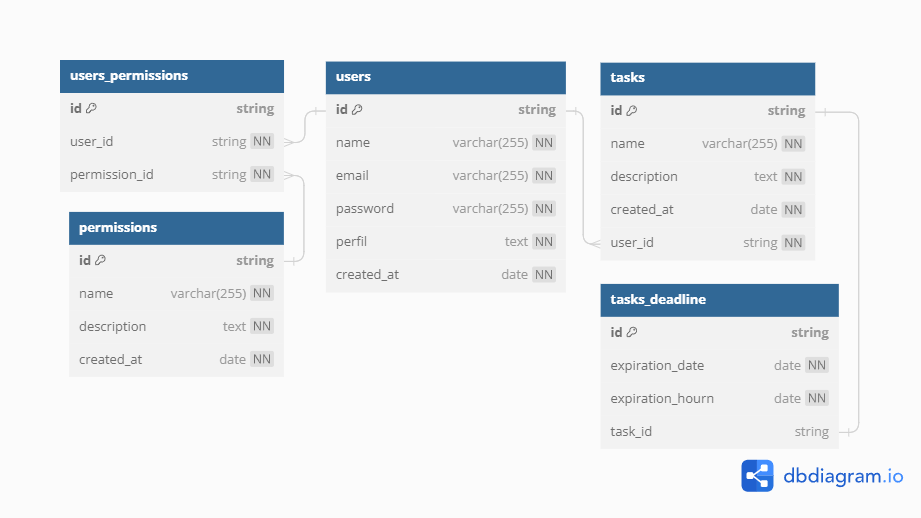 users_permissions
id string
user_id string NN
permission_id string NN
permissions
id string
name varchar(255) NN
description text NN
created_at date NN
users
id string
name varchar(255) NN
email varchar(255) NN
password varchar(255) NN
perfil text NN
created_at date NN
tasks
id string
name varchar(255) NN
description text NN
created_at date NN
user_id string NN
tasks_deadline
id string
expiration_date date NN
expiration_hourn date NN
task_id string
dbdiagram.io